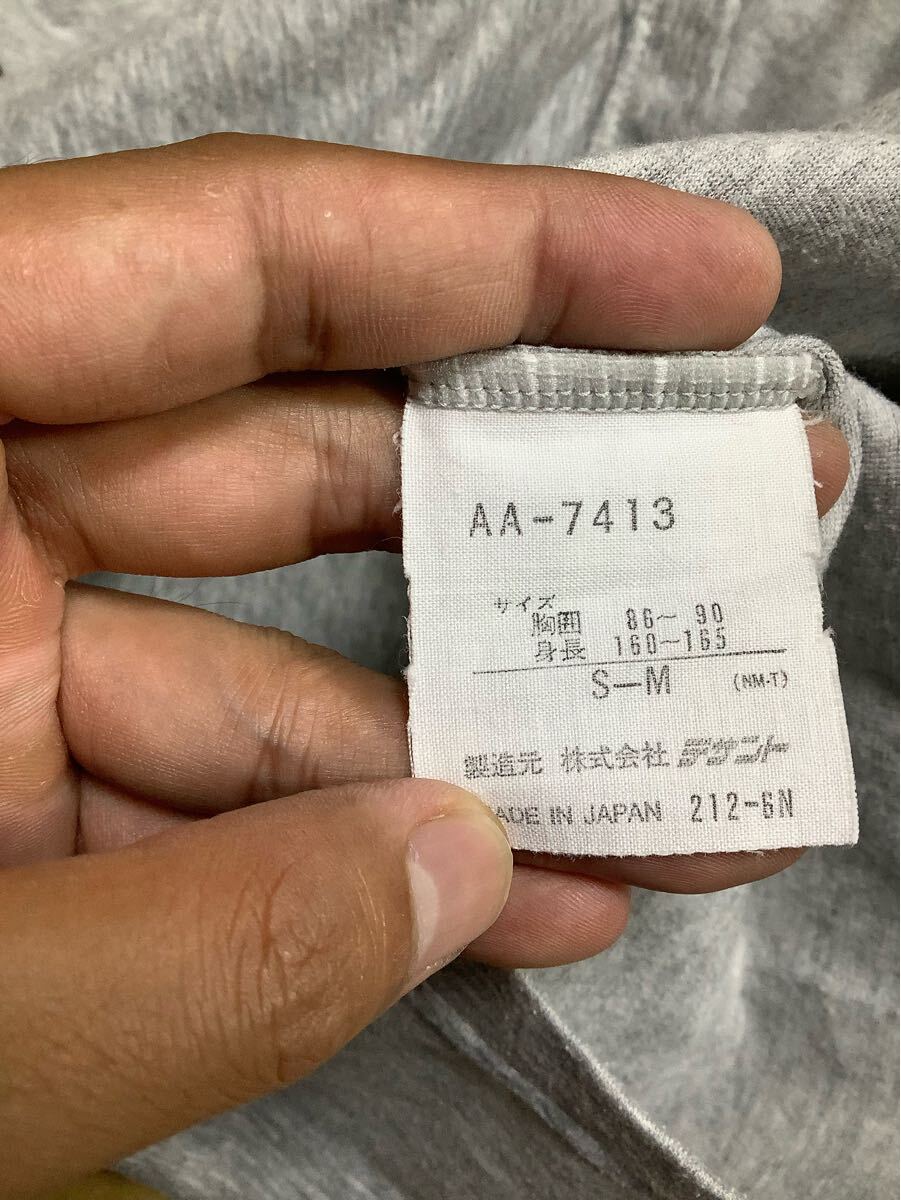 AA-7413
サイズ
胸囲 86～90
身長 160～165
S－M (NM-T)
製造元 株式会社 デサント
MADE IN JAPAN 212-6N